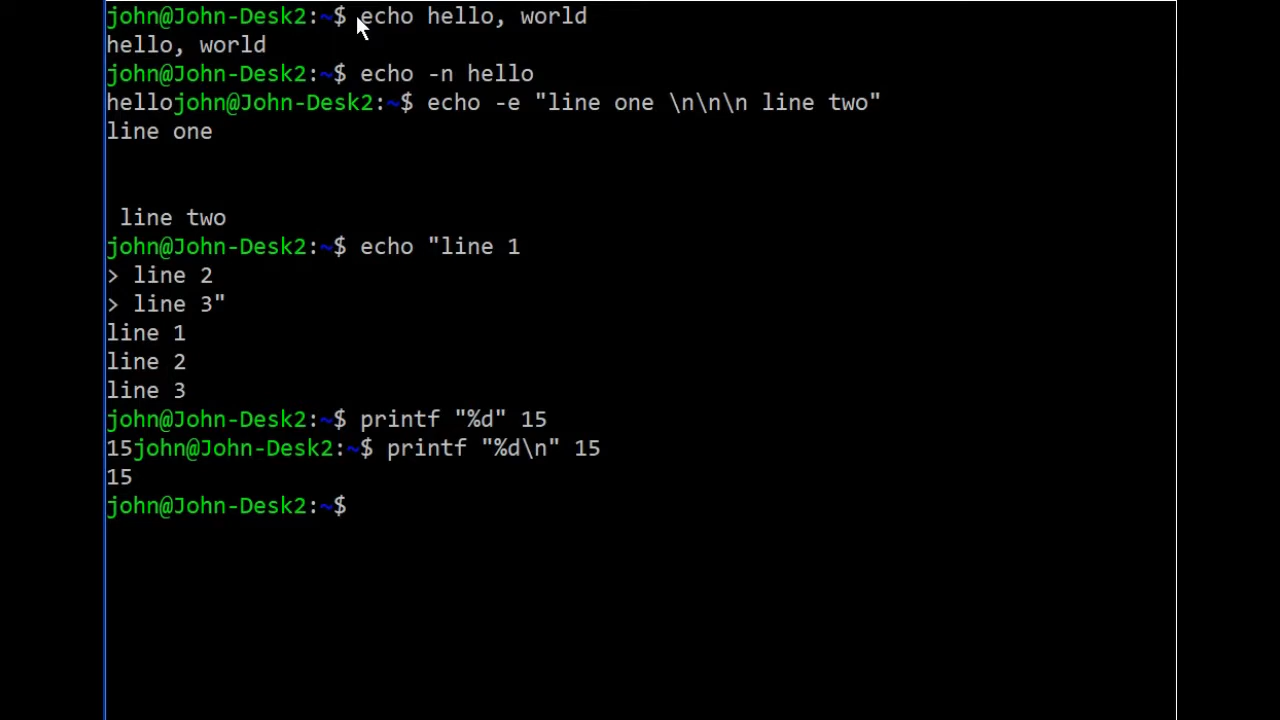 john@John-Desk2:~$ echo hello, world
hello, world
john@John-Desk2:~$ echo -n hello
hellojohn@John-Desk2:~$ echo -e "line one \n\n\n line two"
line one
 line two
john@John-Desk2:~$ echo "line 1
> line 2
> line 3"
line 1
line 2
line 3
john@John-Desk2:~$ printf "%d" 15
15john@John-Desk2:~$ printf "%d\n" 15
15
john@John-Desk2:~$